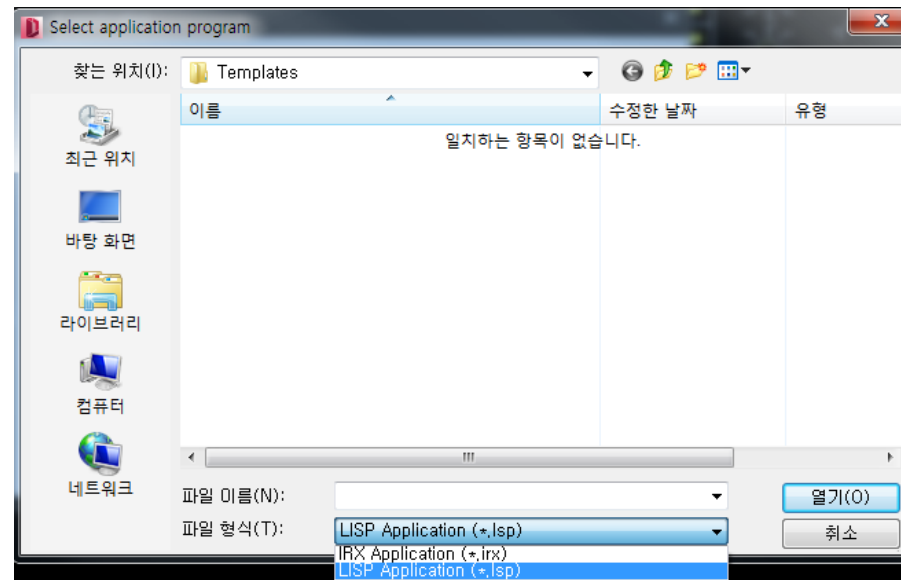 Select application program
찾는 위치(I):
Templates
이름
수정한 날짜
유형
일치하는 항목이 없습니다.
최근 위치
바탕 화면
라이브러리
컴퓨터
네트워크
파일 이름(N):
열기(O)
파일 형식(T):
LISP Application (*.lsp)
취소
IRX Application (*.irx)
LISP Application (*.lsp)